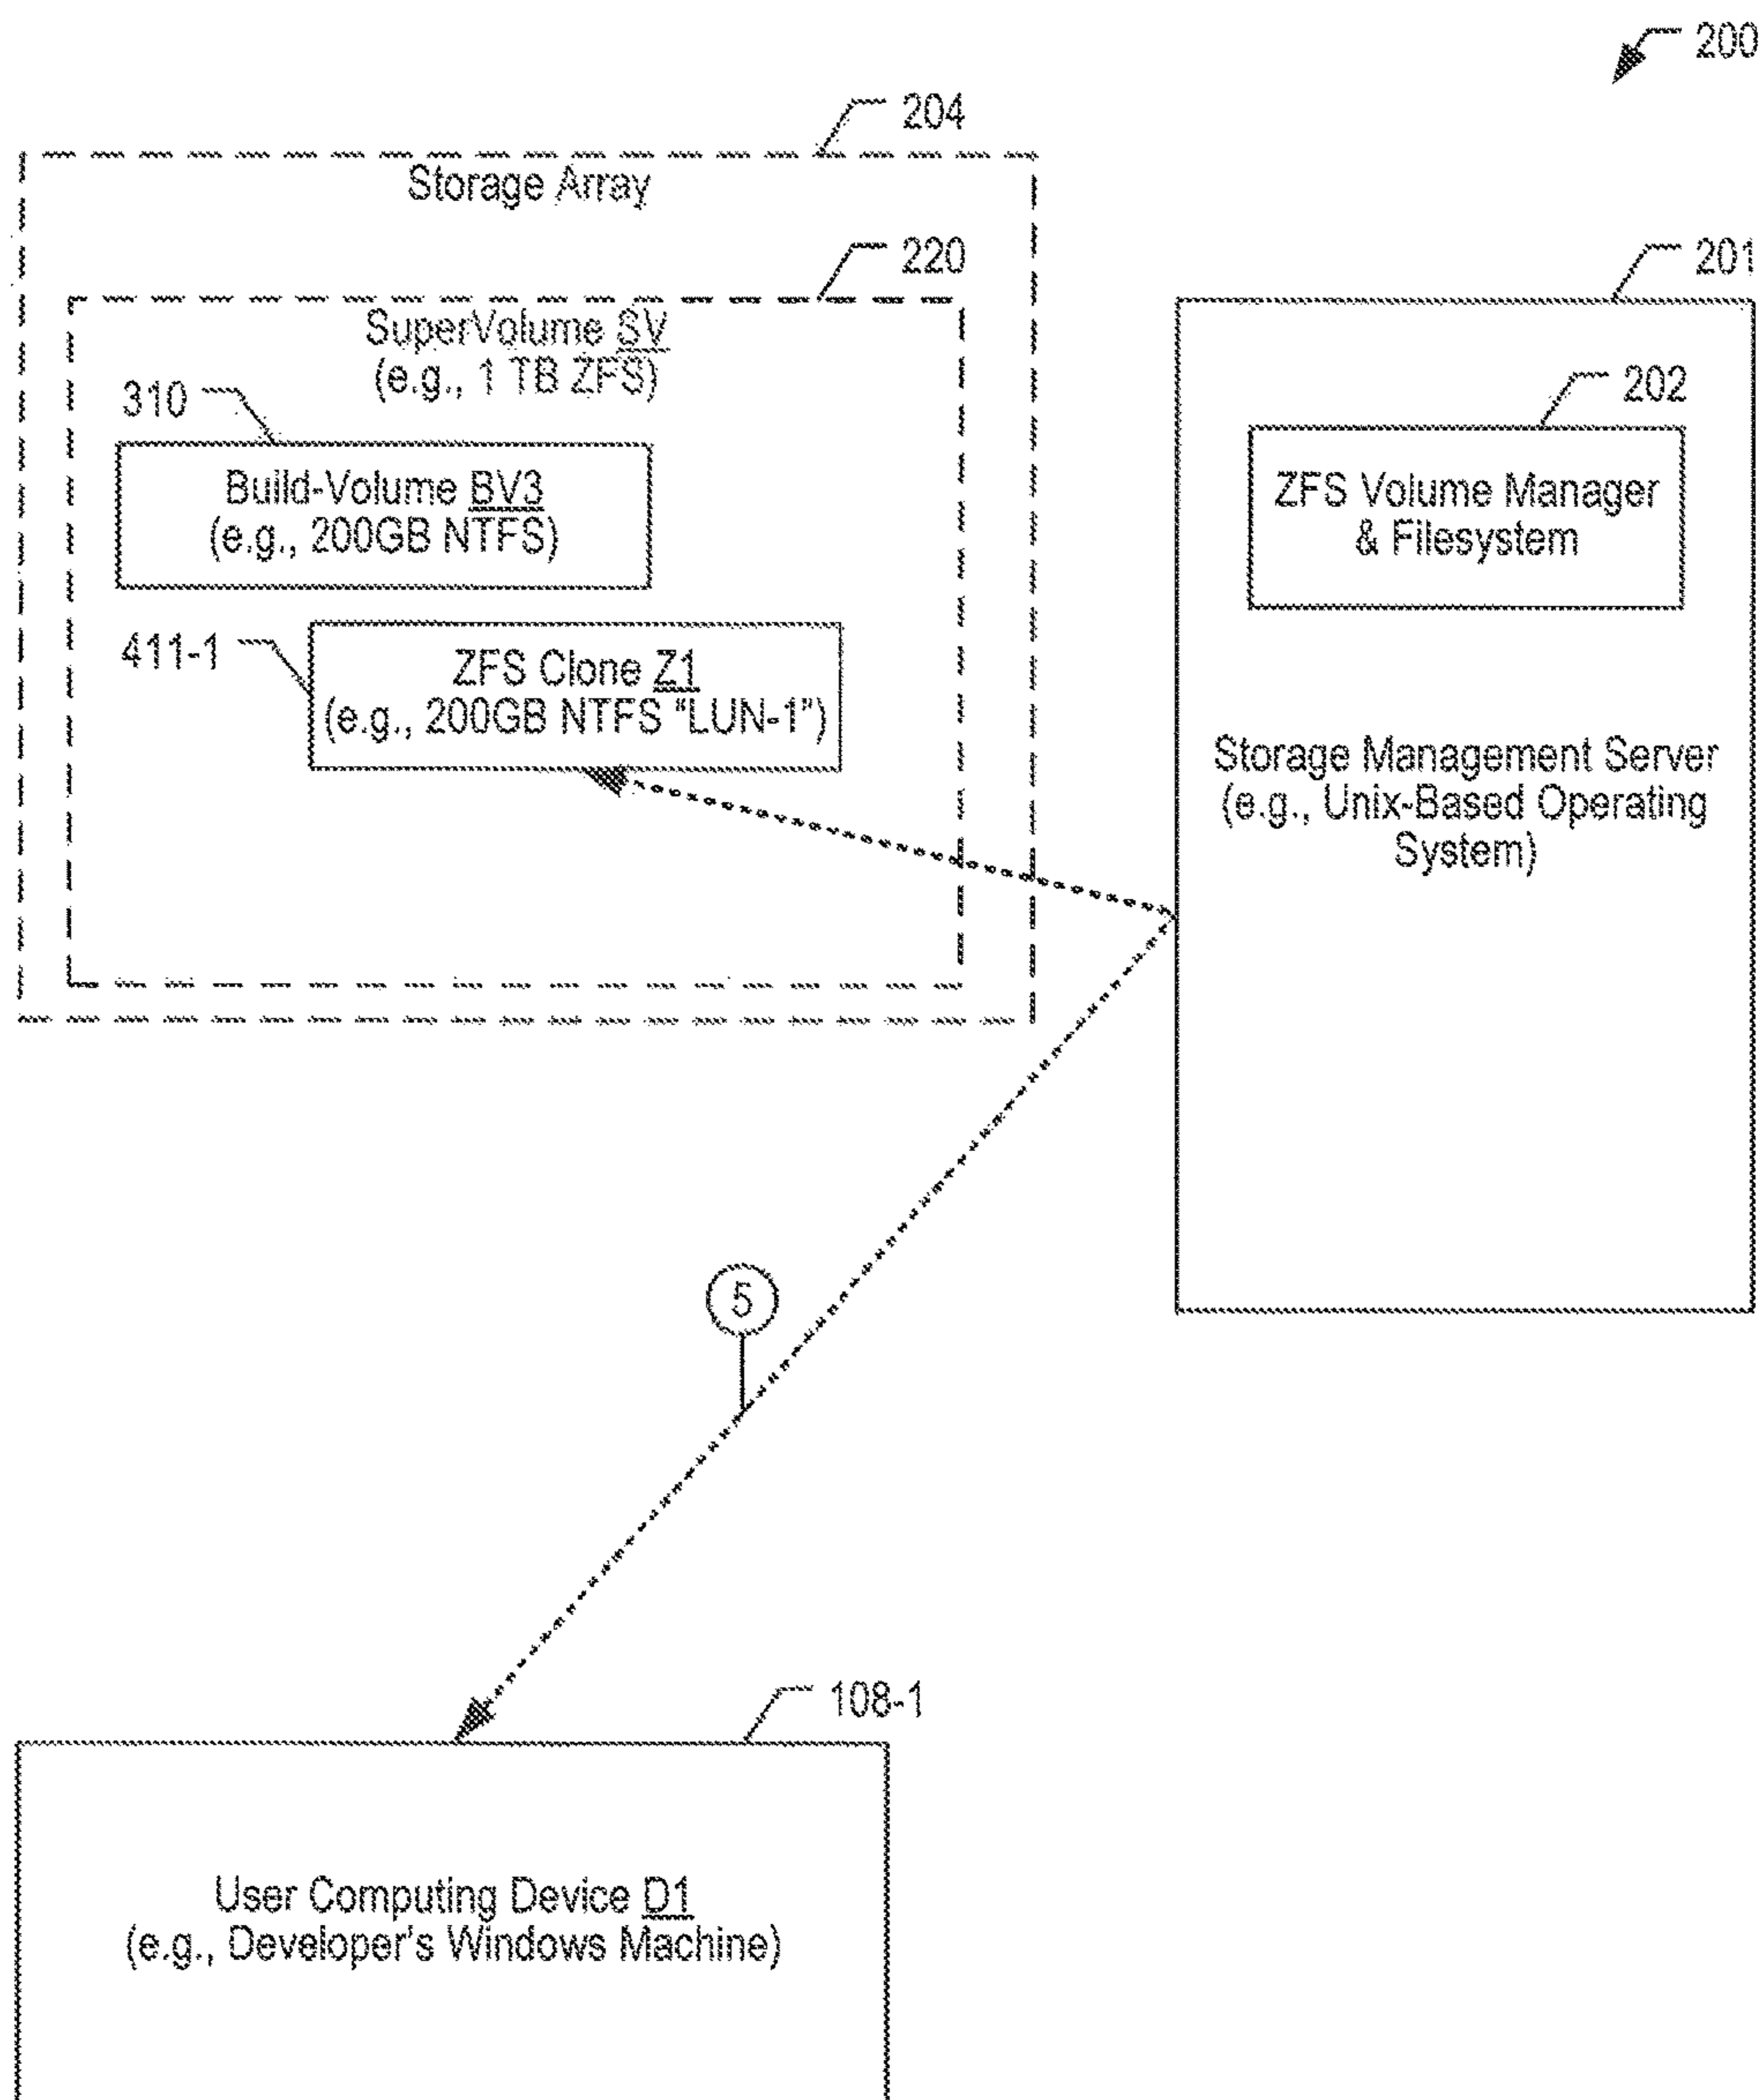 200
204
Storage Array
220
201
SuperVolume SV
(e.g., 1 TB ZFS)
310
202
Build-Volume BV3
(e.g., 200GB NTFS)
ZFS Volume Manager
& Filesystem
411-1
ZFS Clone Z1
(e.g., 200GB NTFS "LUN-1")
Storage Management Server
(e.g., Unix-Based Operating
System)
5
108-1
User Computing Device D1
(e.g., Developer's Windows Machine)